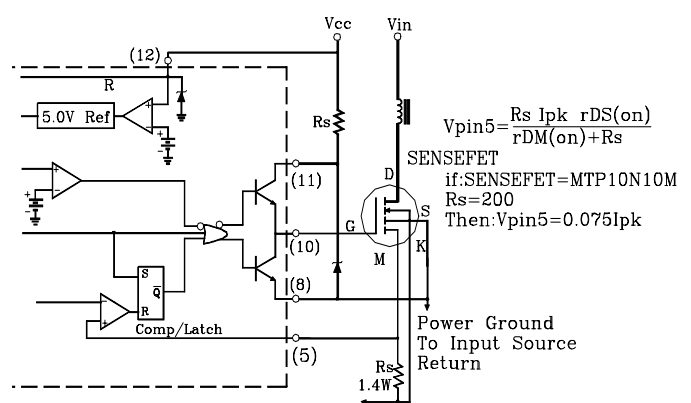 Vcc
Vin
(12)
R
5.0V Ref
+
−
+
−
Rs
Vpin5=Rs Ipk rDS(on)
rDM(on)+Rs
SENSEFET
D
if:SENSEFET=MTP10N10M
Rs=200
Then:Vpin5=0.075Ipk
+
−
+
−
(11)
G
S
(10)
K
M
(8)
S
Q̅
R
−
+
Comp/Latch
(5)
Power Ground
To Input Source
Return
Rs
1.4W